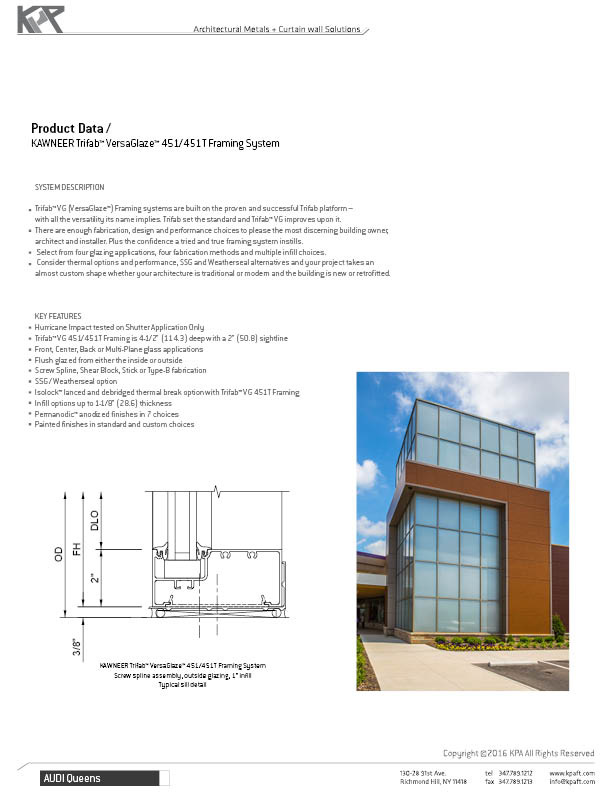 KPA
Architectural Metals + Curtain wall Solutions
Product Data /
KAWNEER Trifab™ VersaGlaze™ 451/451T Framing System
SYSTEM DESCRIPTION
• Trifab™ VG (VersaGlaze™) Framing systems are built on the proven and successful Trifab platform –
with all the versatility its name implies. Trifab set the standard and Trifab™ VG improves upon it.
• There are enough fabrication, design and performance choices to please the most discerning building owner,
architect and installer. Plus the confidence a tried and true framing system instills.
• Select from four glazing applications, four fabrication methods and multiple infill choices.
• Consider thermal options and performance, SSG and Weatherseal alternatives and your project takes an
almost custom shape whether your architecture is traditional or modern and the building is new or retrofitted.
KEY FEATURES
• Hurricane Impact tested on Shutter Application Only
• Trifab™ VG 451/451T Framing is 4-1/2" (114.3) deep with a 2" (50.8) sightline
• Front, Center, Back or Multi-Plane glass applications
• Flush glazed from either the inside or outside
• Screw Spline, Shear Block, Stick or Type-B fabrication
• SSG/Weatherseal option
• Isolock™ lanced and debridged thermal break option with Trifab™ VG 451T Framing
• Infill options up to 1-1/8" (28.6) thickness
• Permanodic™ anodized finishes in 7 choices
• Painted finishes in standard and custom choices
OD
FH
DLO
2"
3/8"
KAWNEER Trifab™ VersaGlaze™ 451/451T Framing System
Screw spline assembly, outside glazing, 1" infill
Typical sill detail
Copyright ©2016 KPA All Rights Reserved
AUDI Queens
130-28 91st Ave. tel 347.789.1212 www.kpaft.com
Richmond Hill, NY 11418 fax 347.789.1213 info@kpaft.com